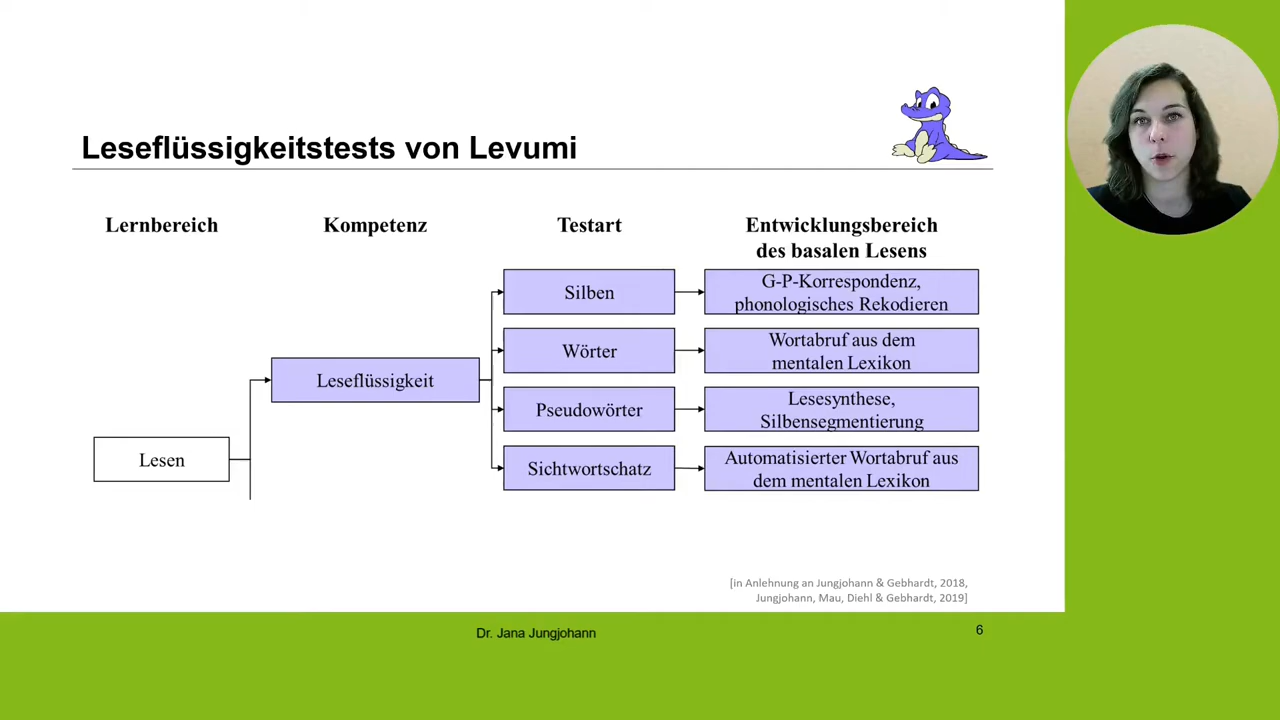 Leseflüssigkeitstests von Levumi
Lernbereich
Kompetenz
Testart
Entwicklungsbereich
des basalen Lesens
Silben
G-P-Korrespondenz,
phonologisches Rekodieren
Wörter
Wortabruf aus dem
mentalen Lexikon
Leseflüssigkeit
Pseudowörter
Lesesynthese,
Silbensegmentierung
Lesen
Sichtwortschatz
Automatisierter Wortabruf aus
dem mentalen Lexikon
[in Anlehnung an Jungjohann & Gebhardt, 2018,
Jungjohann, Mau, Diehl & Gebhardt, 2019]
Dr. Jana Jungjohann
6